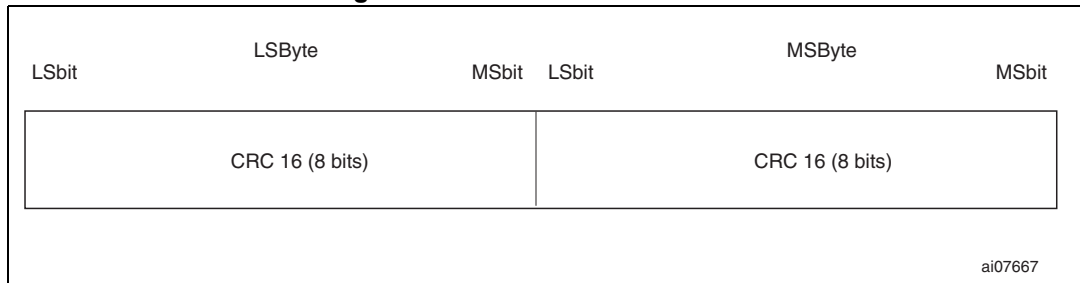 LSByte MSByte
LSbit MSbit LSbit MSbit
CRC 16 (8 bits) CRC 16 (8 bits)
ai07667